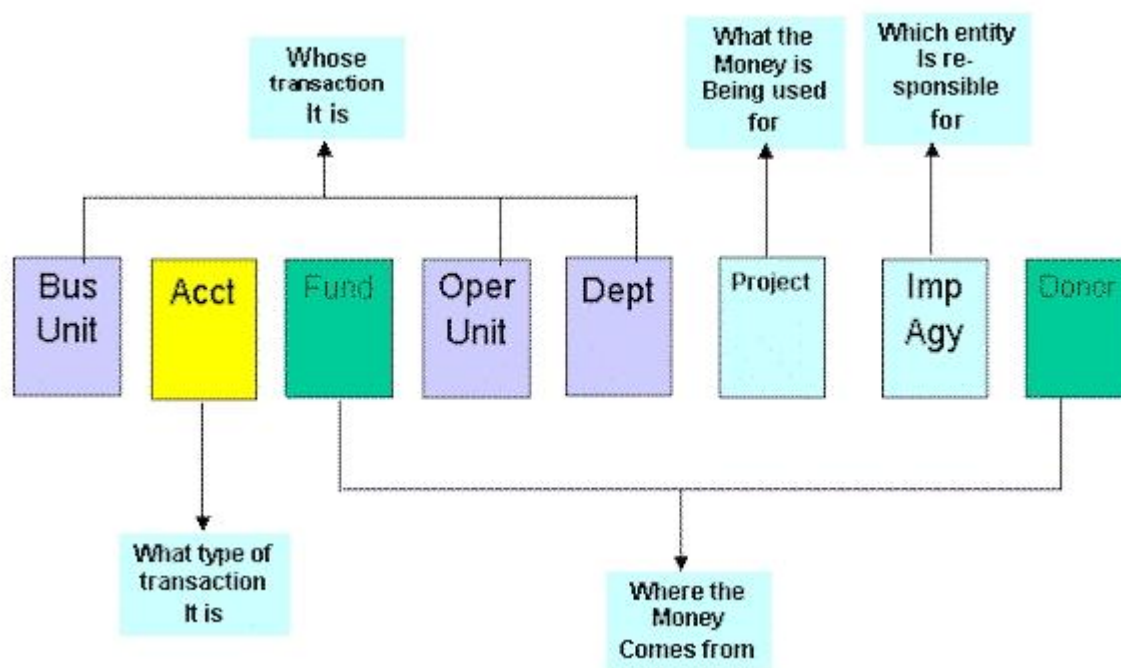 Whose
transaction
It is
What the
Money is
Being used
for
Which entity
Is re-
sponsible
for
Bus
Unit
Acct
Fund
Oper
Unit
Dept
Project
Imp
Agy
Donor
What type of
transaction
It is
Where the
Money
Comes from